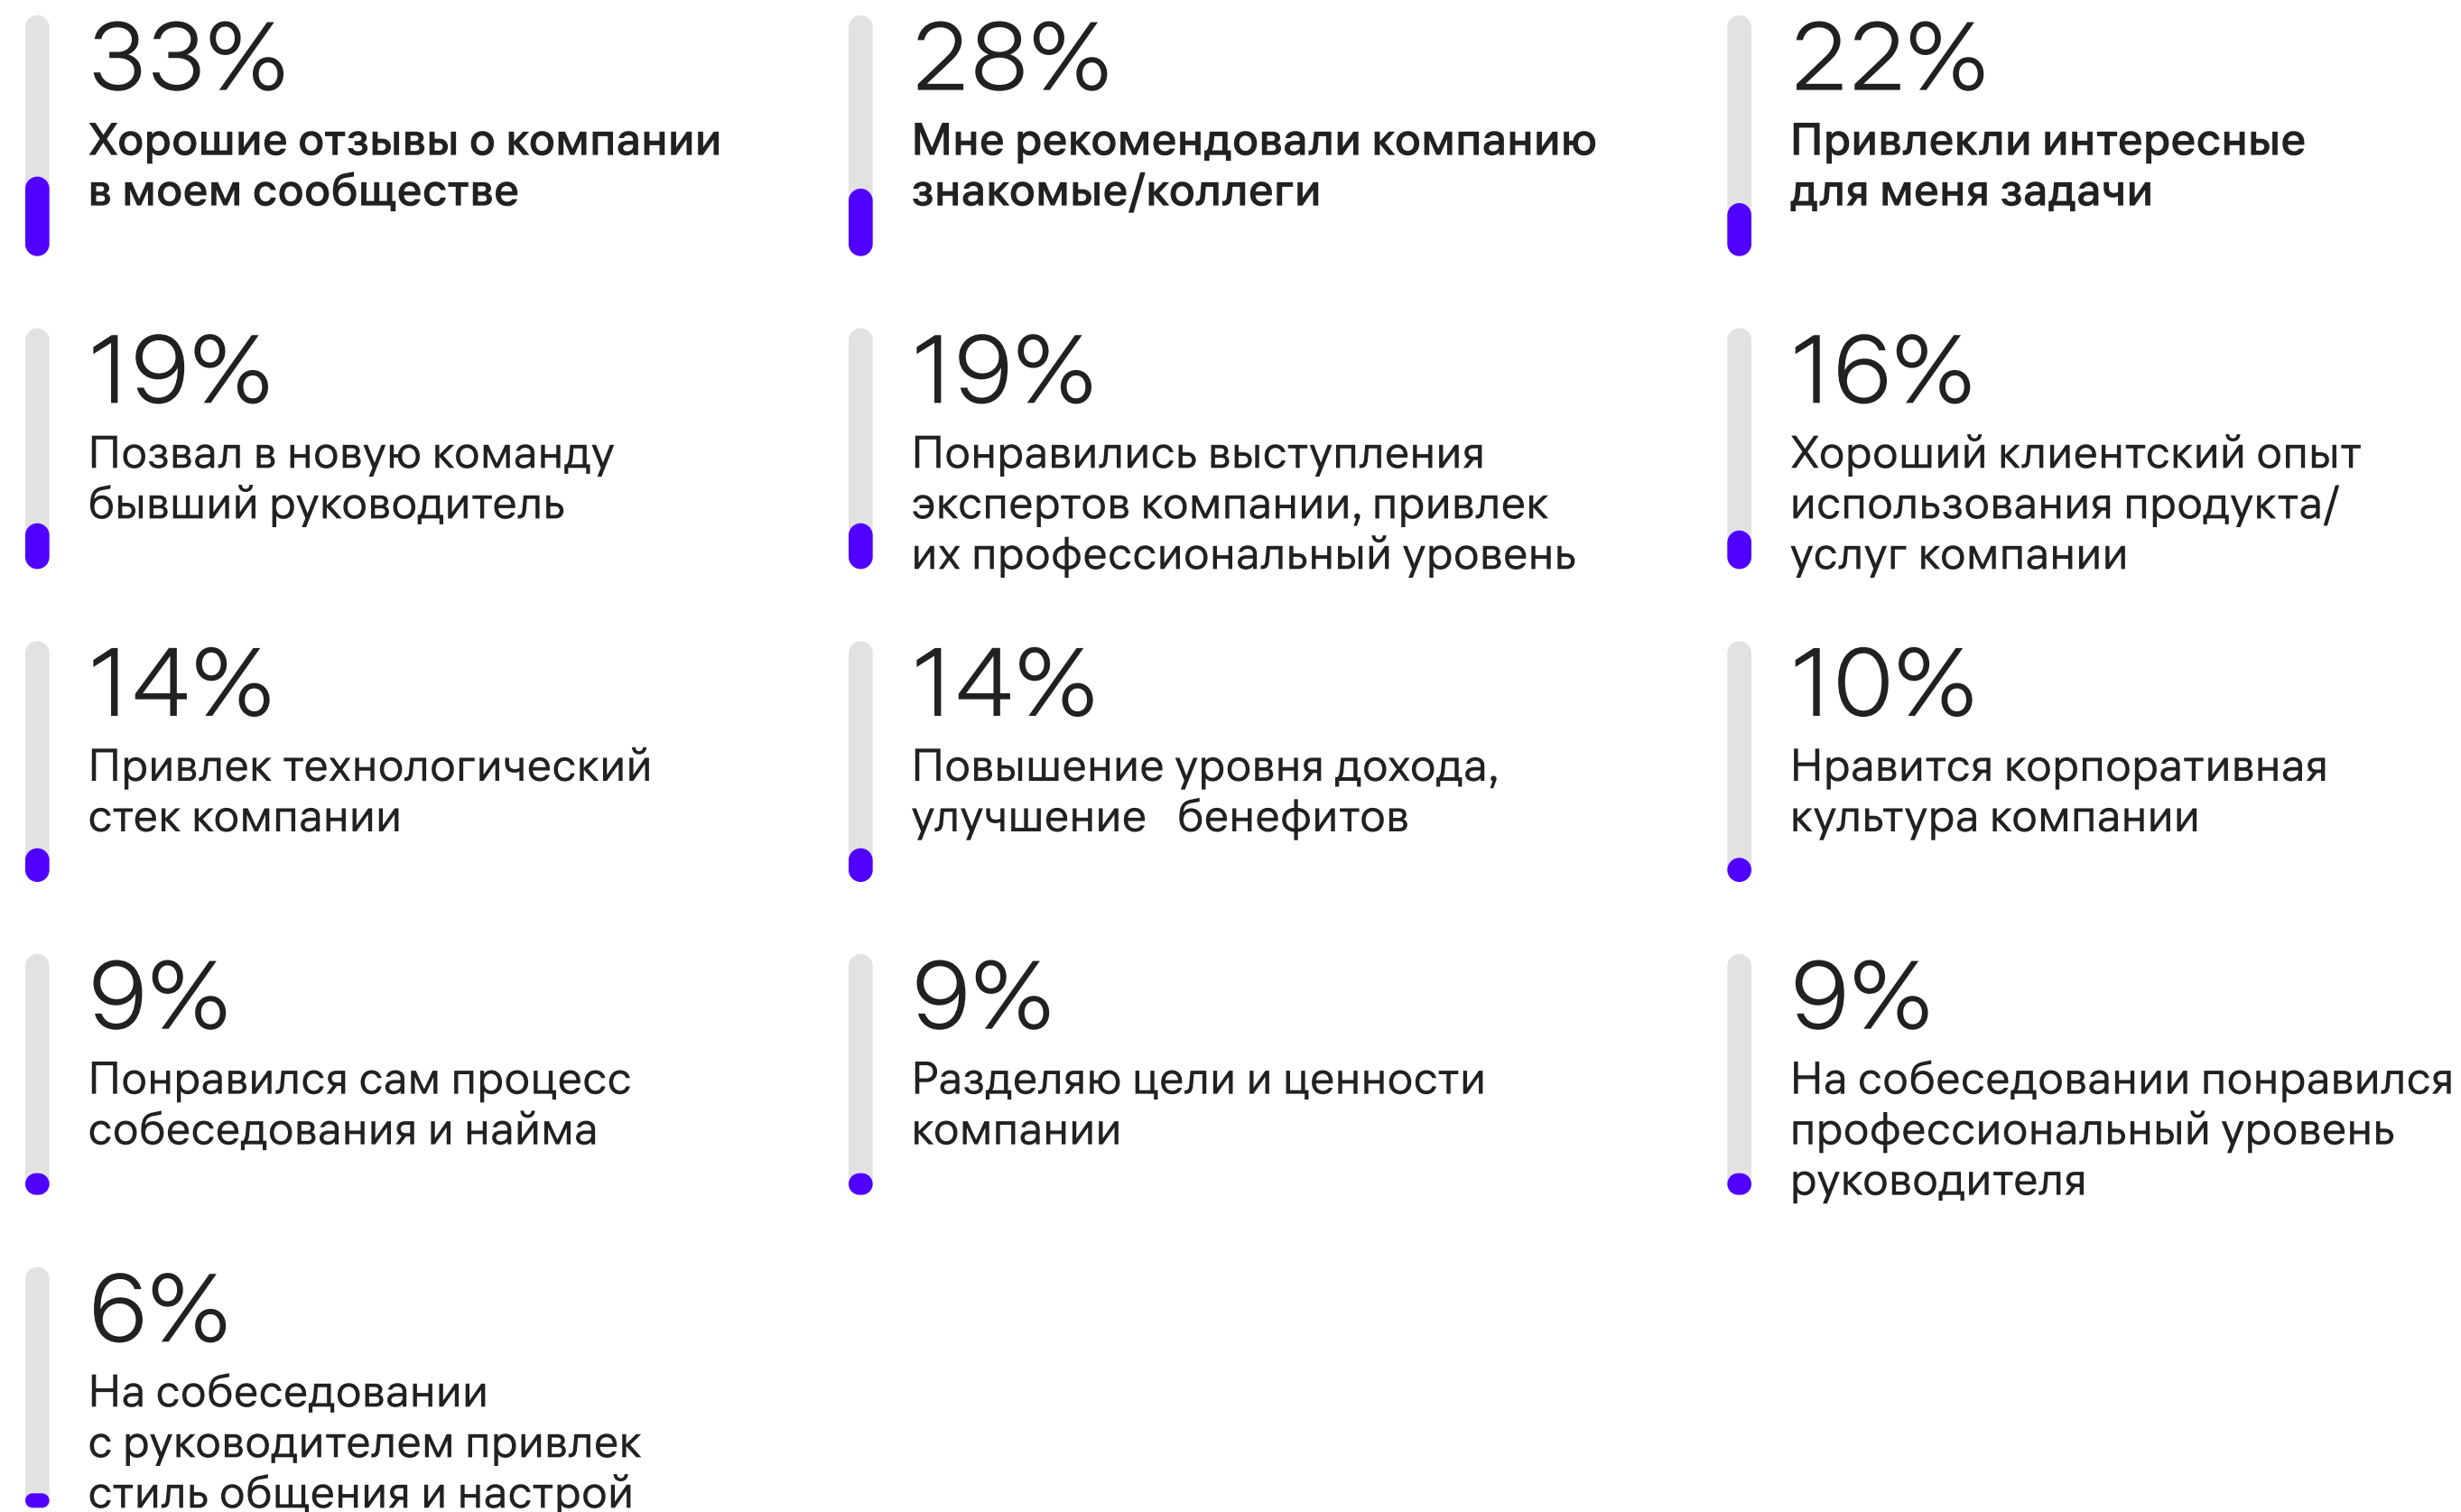 33%
Хорошие отзывы о компании
в моем сообществе
28%
Мне рекомендовали компанию
знакомые/коллеги
22%
Привлекли интересные
для меня задачи
19%
Позвал в новую команду
бывший руководитель
19%
Понравились выступления
экспертов компании, привлек
их профессиональный уровень
16%
Хороший клиентский опыт
использования продукта/
услуг компании
14%
Привлек технологический
стек компании
14%
Повышение уровня дохода,
улучшение бенефитов
10%
Нравится корпоративная
культура компании
9%
Понравился сам процесс
собеседования и найма
9%
Разделяю цели и ценности
компании
9%
На собеседовании понравился
профессиональный уровень
руководителя
6%
На собеседовании
с руководителем привлек
стиль общения и настрой